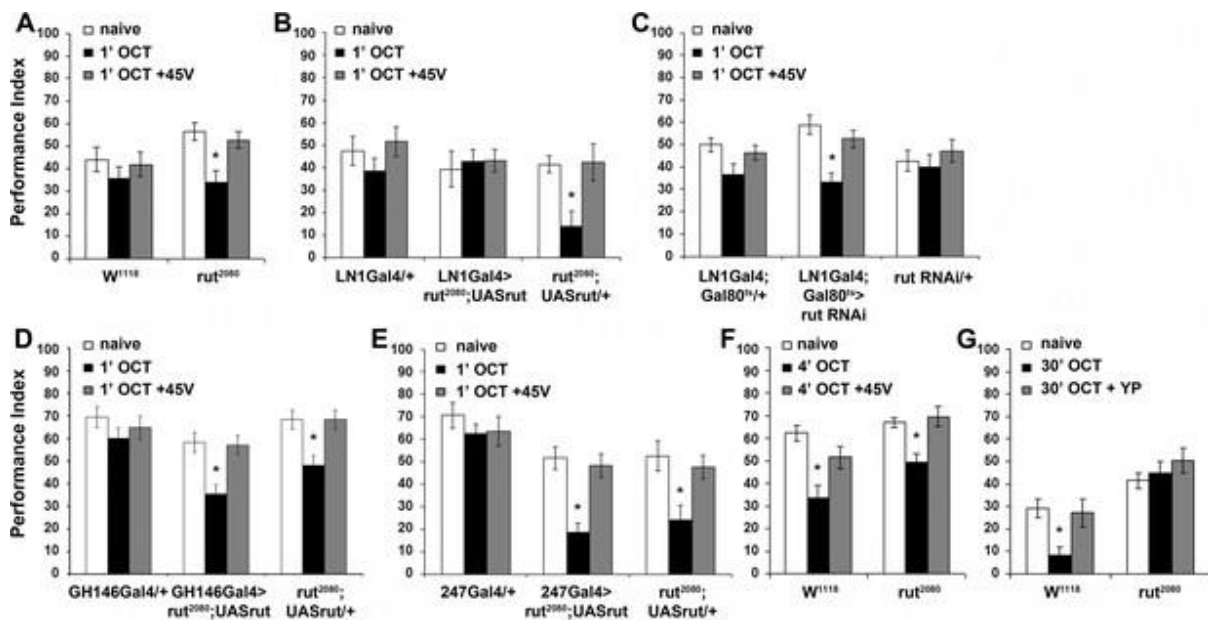 A
naive
1' OCT
1' OCT +45V
Performance Index
100
90
80
70
60
50
40
30
20
10
0
*
W¹¹¹⁸
rut²⁰⁸⁰
B
naive
1' OCT
1' OCT +45V
100
90
80
70
60
50
40
30
20
10
0
*
LN1Gal4/+
LN1Gal4>
rut²⁰⁸⁰;UASrut
rut²⁰⁸⁰;
UASrut/+
C
naive
1' OCT
1' OCT +45V
100
90
80
70
60
50
40
30
20
10
0
*
LN1Gal4;
Gal80ᵗˢ/+
LN1Gal4;
Gal80ᵗˢ>
rut RNAi
rut RNAi/+
D
naive
1' OCT
1' OCT +45V
Performance Index
100
90
80
70
60
50
40
30
20
10
0
*
*
GH146Gal4/+
GH146Gal4>
rut²⁰⁸⁰;UASrut
rut²⁰⁸⁰;
UASrut/+
E
naive
1' OCT
1' OCT +45V
100
90
80
70
60
50
40
30
20
10
0
*
*
247Gal4/+
247Gal4>
rut²⁰⁸⁰;UASrut
rut²⁰⁸⁰;
UASrut/+
F
naive
4' OCT
4' OCT +45V
100
90
80
70
60
50
40
30
20
10
0
*
*
W¹¹¹⁸
rut²⁰⁸⁰
G
naive
30' OCT
30' OCT + YP
100
90
80
70
60
50
40
30
20
10
0
*
W¹¹¹⁸
rut²⁰⁸⁰